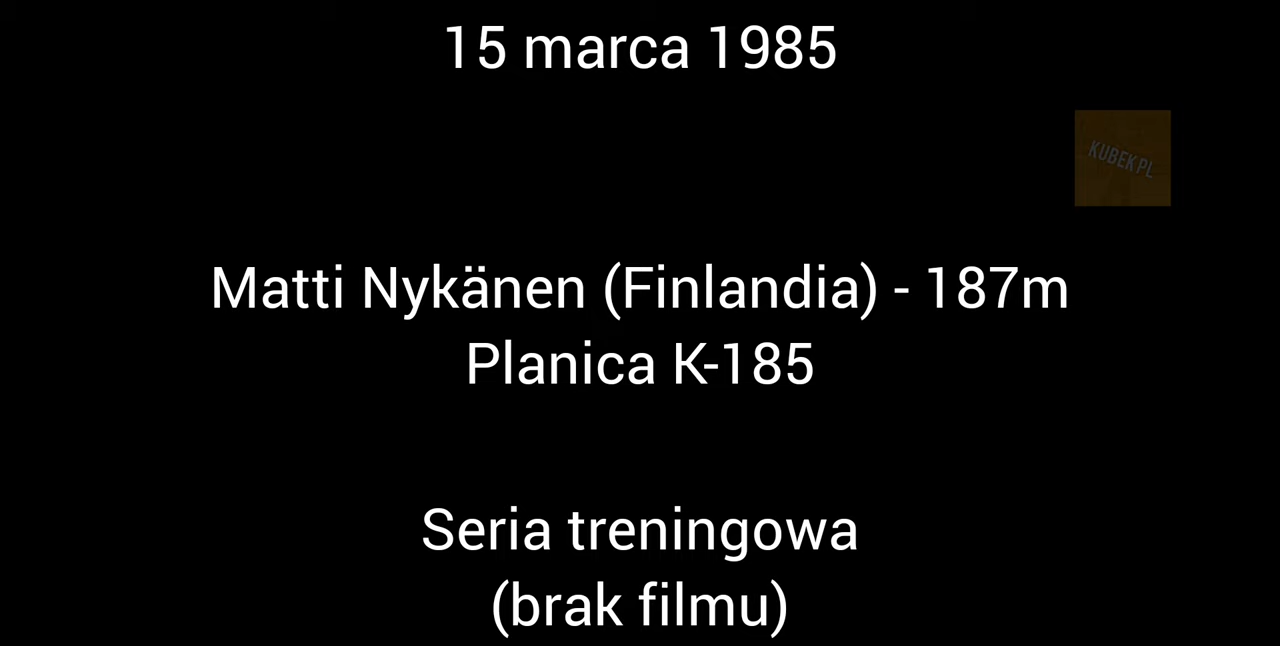 15 marca 1985
KUBEK.PL
Matti Nykänen (Finlandia) - 187m
Planica K-185
Seria treningowa
(brak filmu)